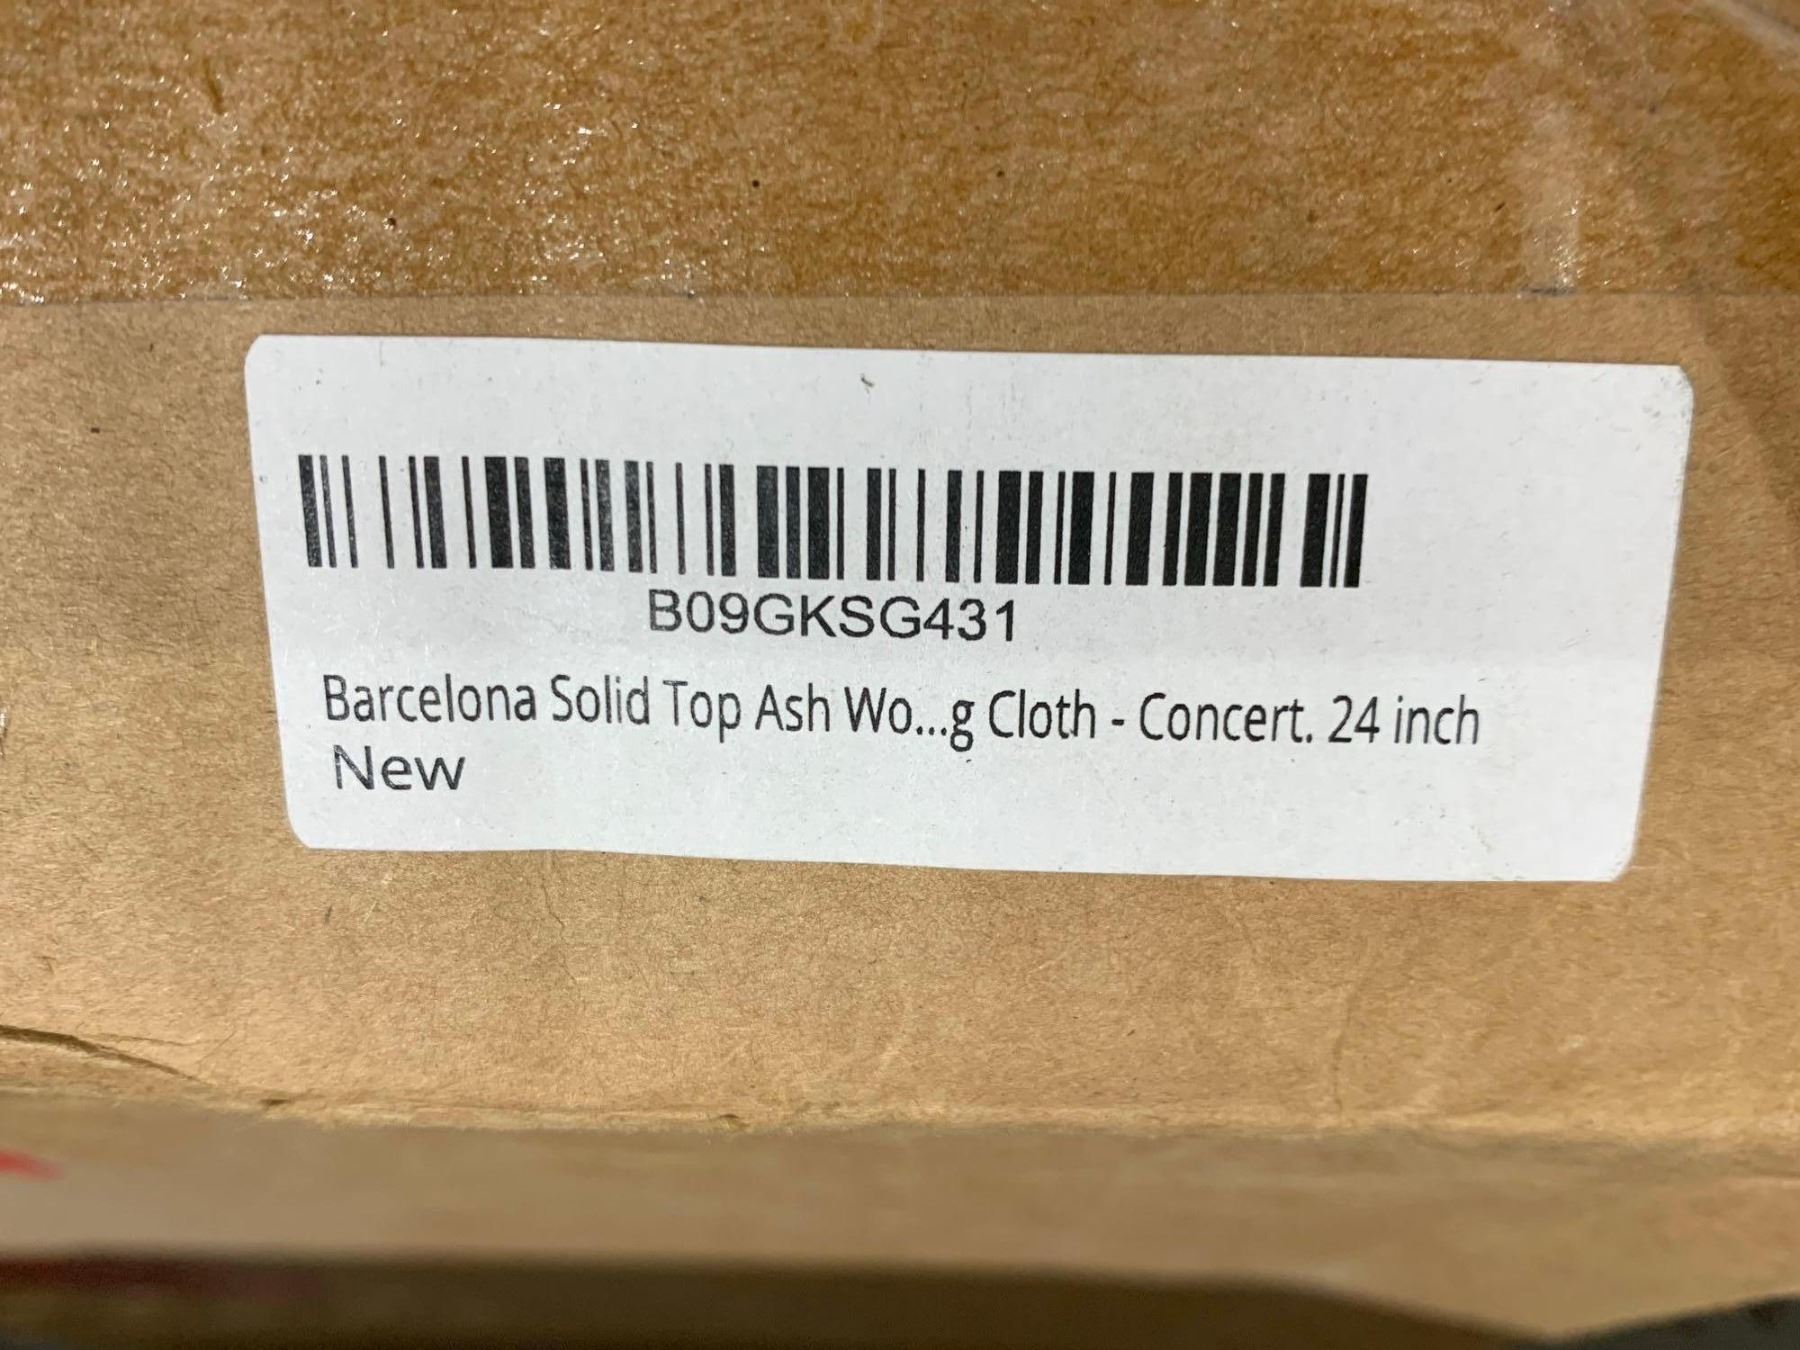 B09GKSG431
Barcelona Solid Top Ash Wo...g Cloth - Concert. 24 inch
New